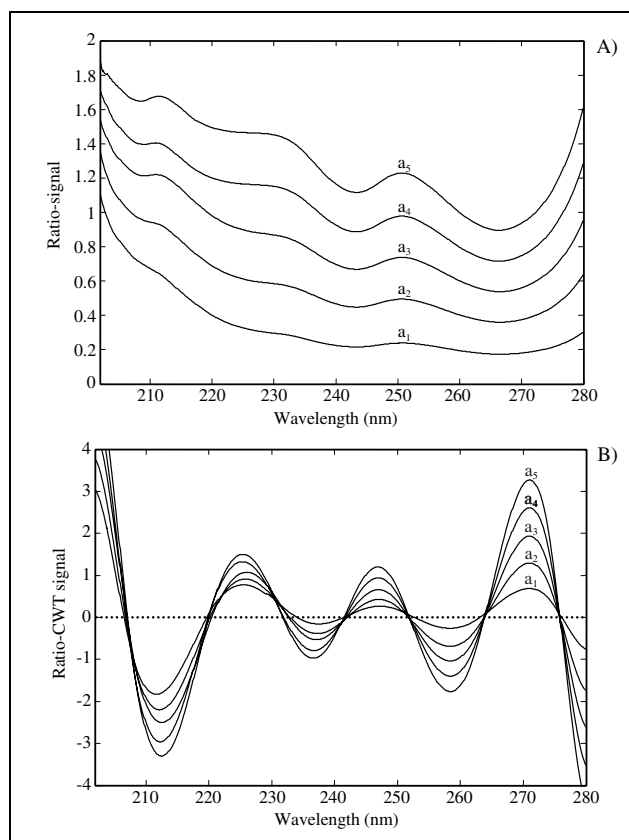 A)
2
1.8
1.6
1.4
1.2
1
0.8
0.6
0.4
0.2
0
Ratio-signal
a5
a4
a3
a2
a1
210 220 230 240 250 260 270 280
Wavelength (nm)
B)
4
3
2
1
0
-1
-2
-3
-4
Ratio-CWT signal
a5
a4
a3
a2
a1
210 220 230 240 250 260 270 280
Wavelength (nm)